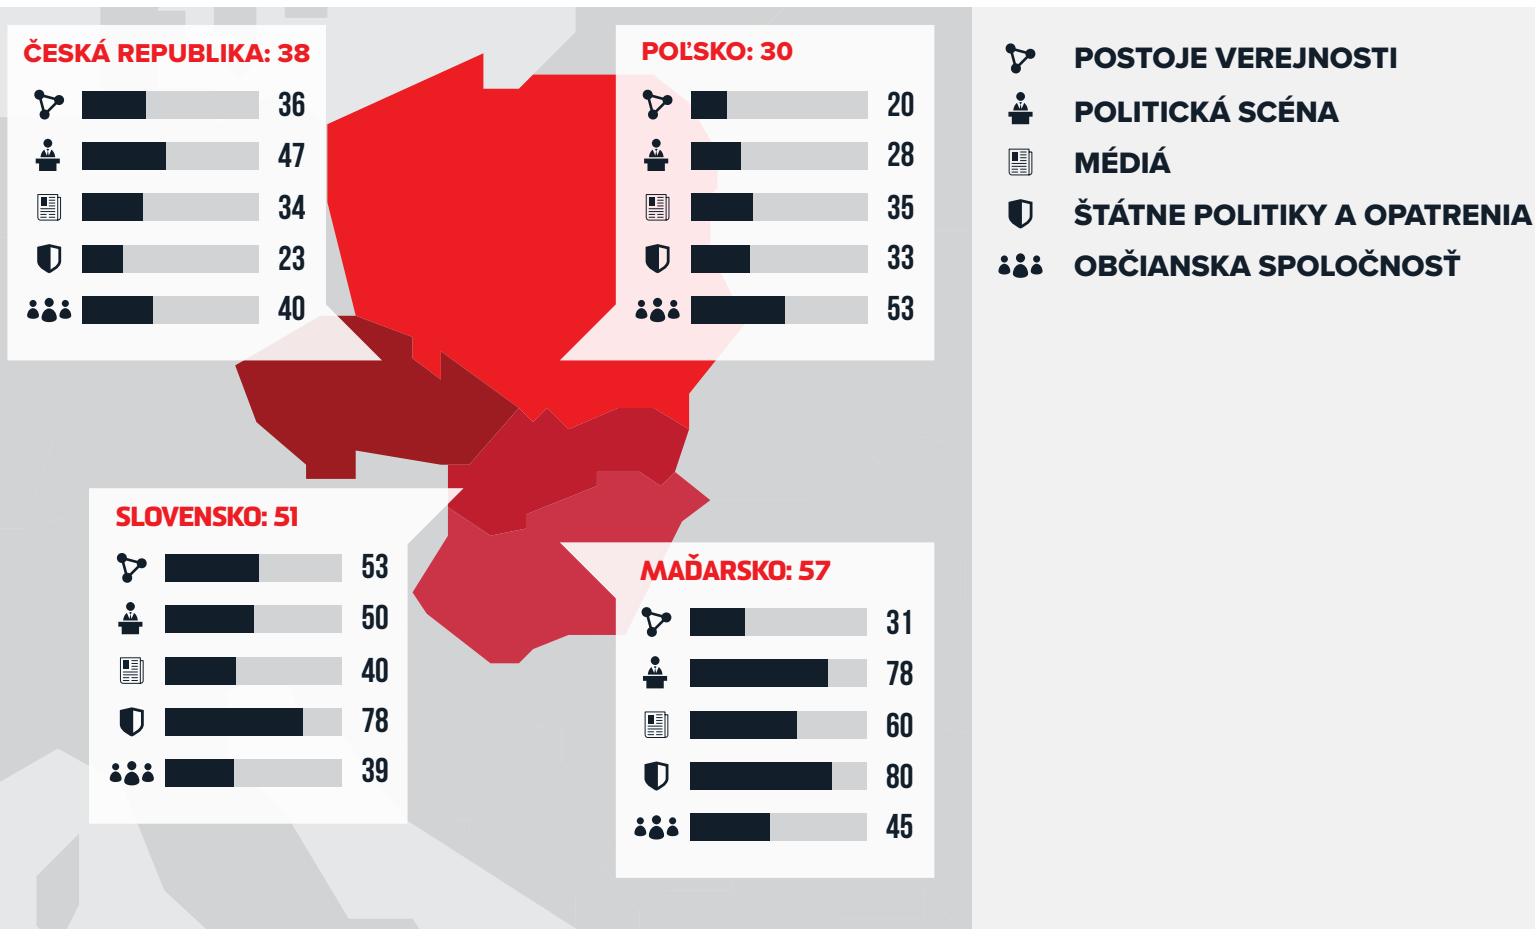 ČESKÁ REPUBLIKA: 38
36
47
34
23
40
POĽSKO: 30
20
28
35
33
53
POSTOJE VEREJNOSTI
POLITICKÁ SCÉNA
MÉDIÁ
ŠTÁTNE POLITIKY A OPATRENIA
OBČIANSKA SPOLOČNOSŤ
SLOVENSKO: 51
53
50
40
78
39
MAĎARSKO: 57
31
78
60
80
45